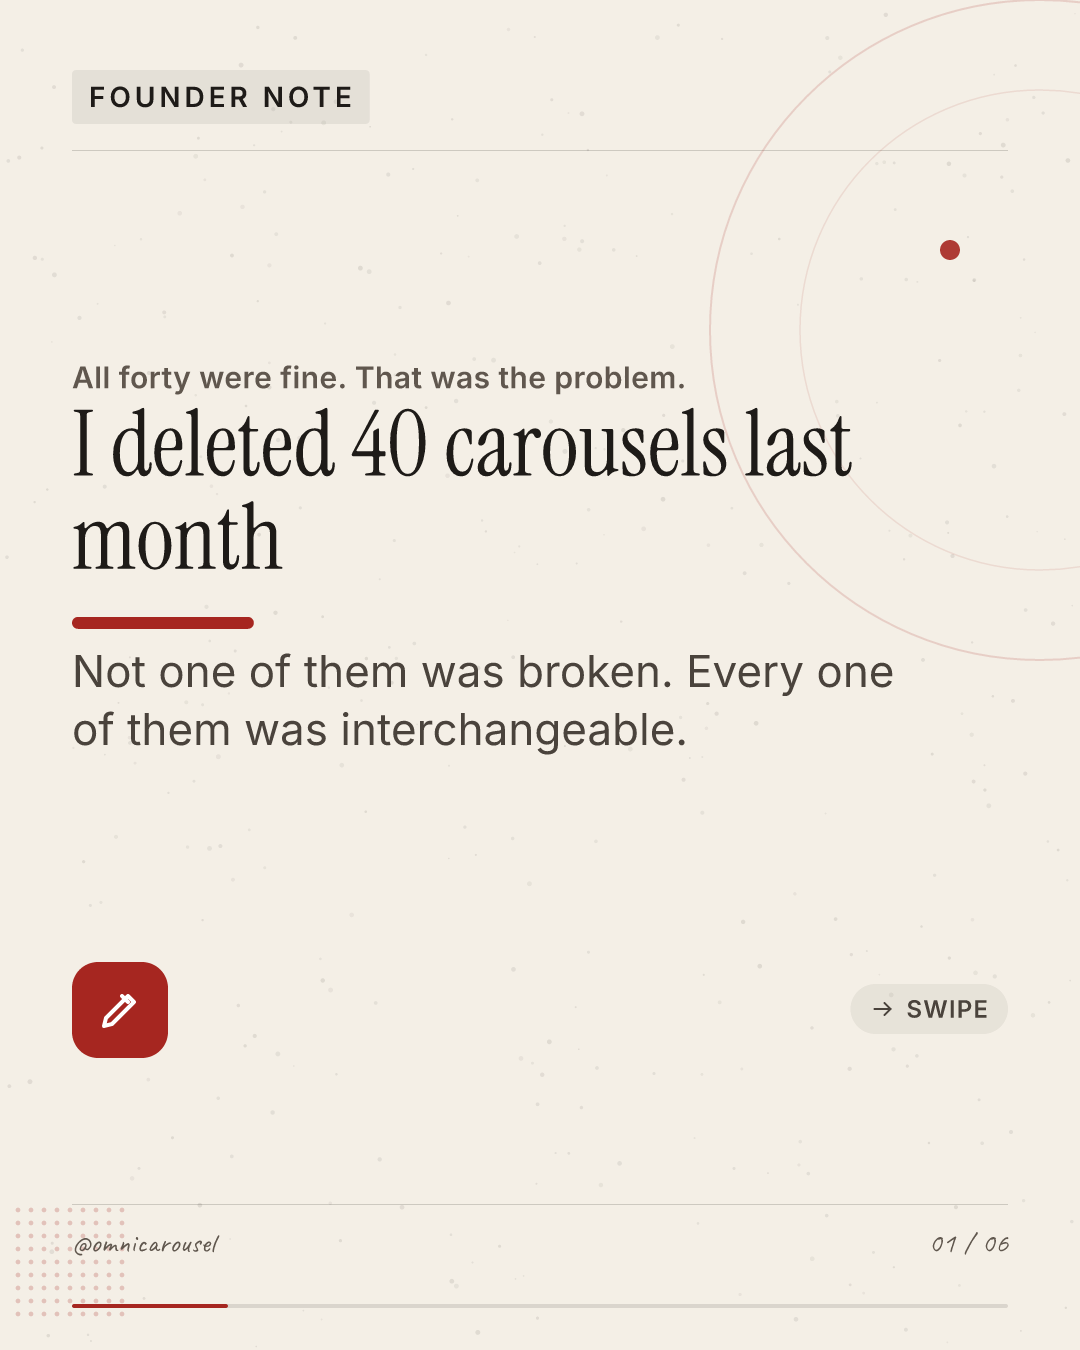 FOUNDER NOTE
All forty were fine. That was the problem.
I deleted 40 carousels last
month
Not one of them was broken. Every one
of them was interchangeable.
→ SWIPE
@omnicarousel
01 / 06